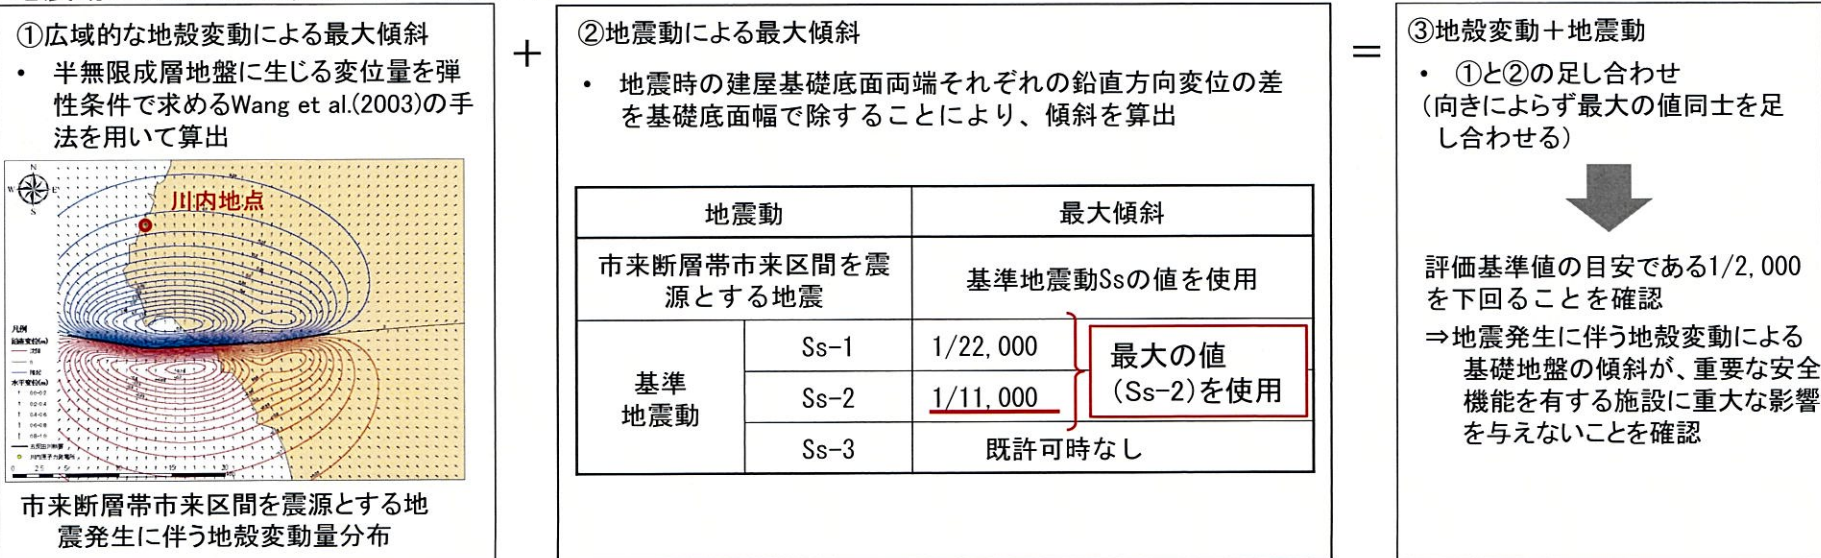 ①広域的な地殻変動による最大傾斜
・ 半無限成層地盤に生じる変位量を弾
性条件で求めるWang et al.(2003)の手
法を用いて算出
N
W
E
S
川内地点
凡例
市来断層帯市来区間を震源とする地
震発生に伴う地殻変動量分布
＋
②地震動による最大傾斜
・ 地震時の建屋基礎底面両端それぞれの鉛直方向変位の差
を基礎底面幅で除することにより、傾斜を算出
地震動
最大傾斜
市来断層帯市来区間を震
源とする地震
基準地震動Ssの値を使用
基準
地震動
Ss-1
1/22,000
Ss-2
1/11,000
Ss-3
既許可時なし
最大の値
(Ss-2)を使用
＝
③地殻変動＋地震動
・ ①と②の足し合わせ
(向きによらず最大の値同士を足
し合わせる)
評価基準値の目安である1/2,000
を下回ることを確認
⇒地震発生に伴う地殻変動による
基礎地盤の傾斜が、重要な安全
機能を有する施設に重大な影響
を与えないことを確認